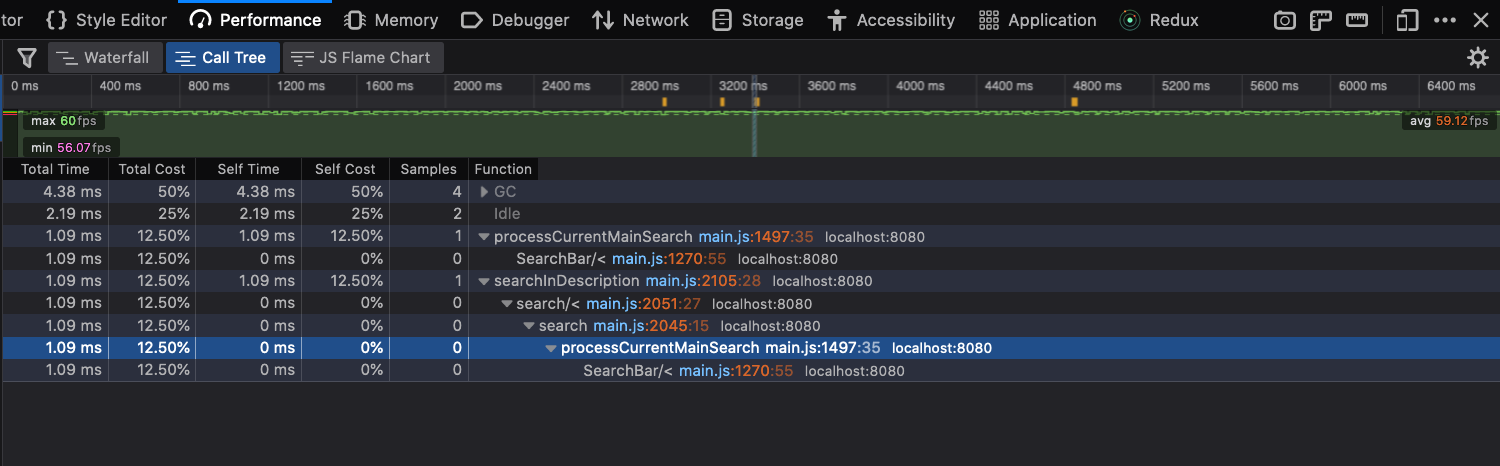 tor Style Editor Performance Memory Debugger Network Storage Accessibility Application Redux
Waterfall Call Tree JS Flame Chart
0 ms 400 ms 800 ms 1200 ms 1600 ms 2000 ms 2400 ms 2800 ms 3200 ms 3600 ms 4000 ms 4400 ms 4800 ms 5200 ms 5600 ms 6000 ms 6400 ms
max 60fps avg 59.12fps
min 56.07fps
Total Time Total Cost Self Time Self Cost Samples Function
4.38 ms 50% 4.38 ms 50% 4 GC
2.19 ms 25% 2.19 ms 25% 2 Idle
1.09 ms 12.50% 1.09 ms 12.50% 1 processCurrentMainSearch main.js:1497:35 localhost:8080
1.09 ms 12.50% 0 ms 0% 0 SearchBar/< main.js:1270:55 localhost:8080
1.09 ms 12.50% 1.09 ms 12.50% 1 searchInDescription main.js:2105:28 localhost:8080
1.09 ms 12.50% 0 ms 0% 0 search/< main.js:2051:27 localhost:8080
1.09 ms 12.50% 0 ms 0% 0 search main.js:2045:15 localhost:8080
1.09 ms 12.50% 0 ms 0% 0 processCurrentMainSearch main.js:1497:35 localhost:8080
1.09 ms 12.50% 0 ms 0% 0 SearchBar/< main.js:1270:55 localhost:8080